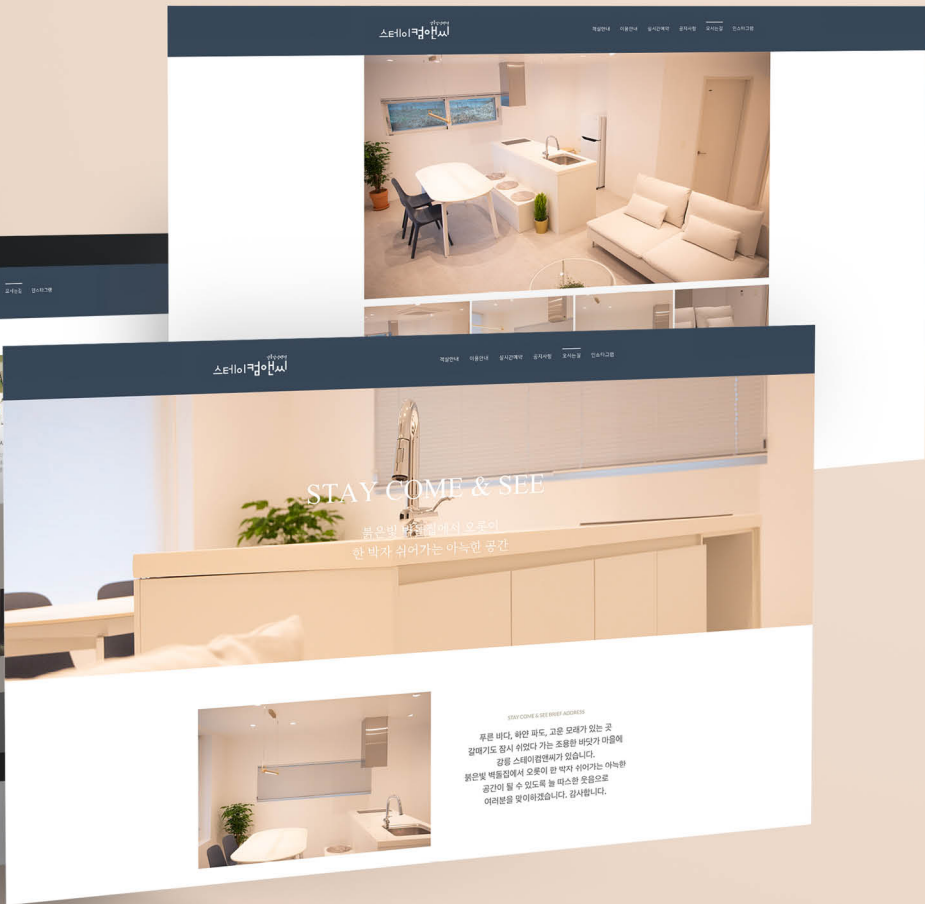 스테이컴앤씨
객실안내 이용안내 실시간예약 공지사항 오시는길 인스타그램
오시는길 인스타그램
스테이컴앤씨
객실안내 이용안내 실시간예약 공지사항 오시는길 인스타그램
STAY COME & SEE
붉은빛 벽돌집에서 오롯이
한 박자 쉬어가는 아늑한 공간
STAY COME & SEE BRIEF ADDRESS
푸른 바다, 하얀 파도, 고운 모래가 있는 곳
갈매기도 잠시 쉬었다 가는 조용한 바닷가 마을에
강릉 스테이컴앤씨가 있습니다.
붉은빛 벽돌집에서 오롯이 한 박자 쉬어가는 아늑한
공간이 될 수 있도록 늘 따스한 웃음으로
여러분을 맞이하겠습니다. 감사합니다.